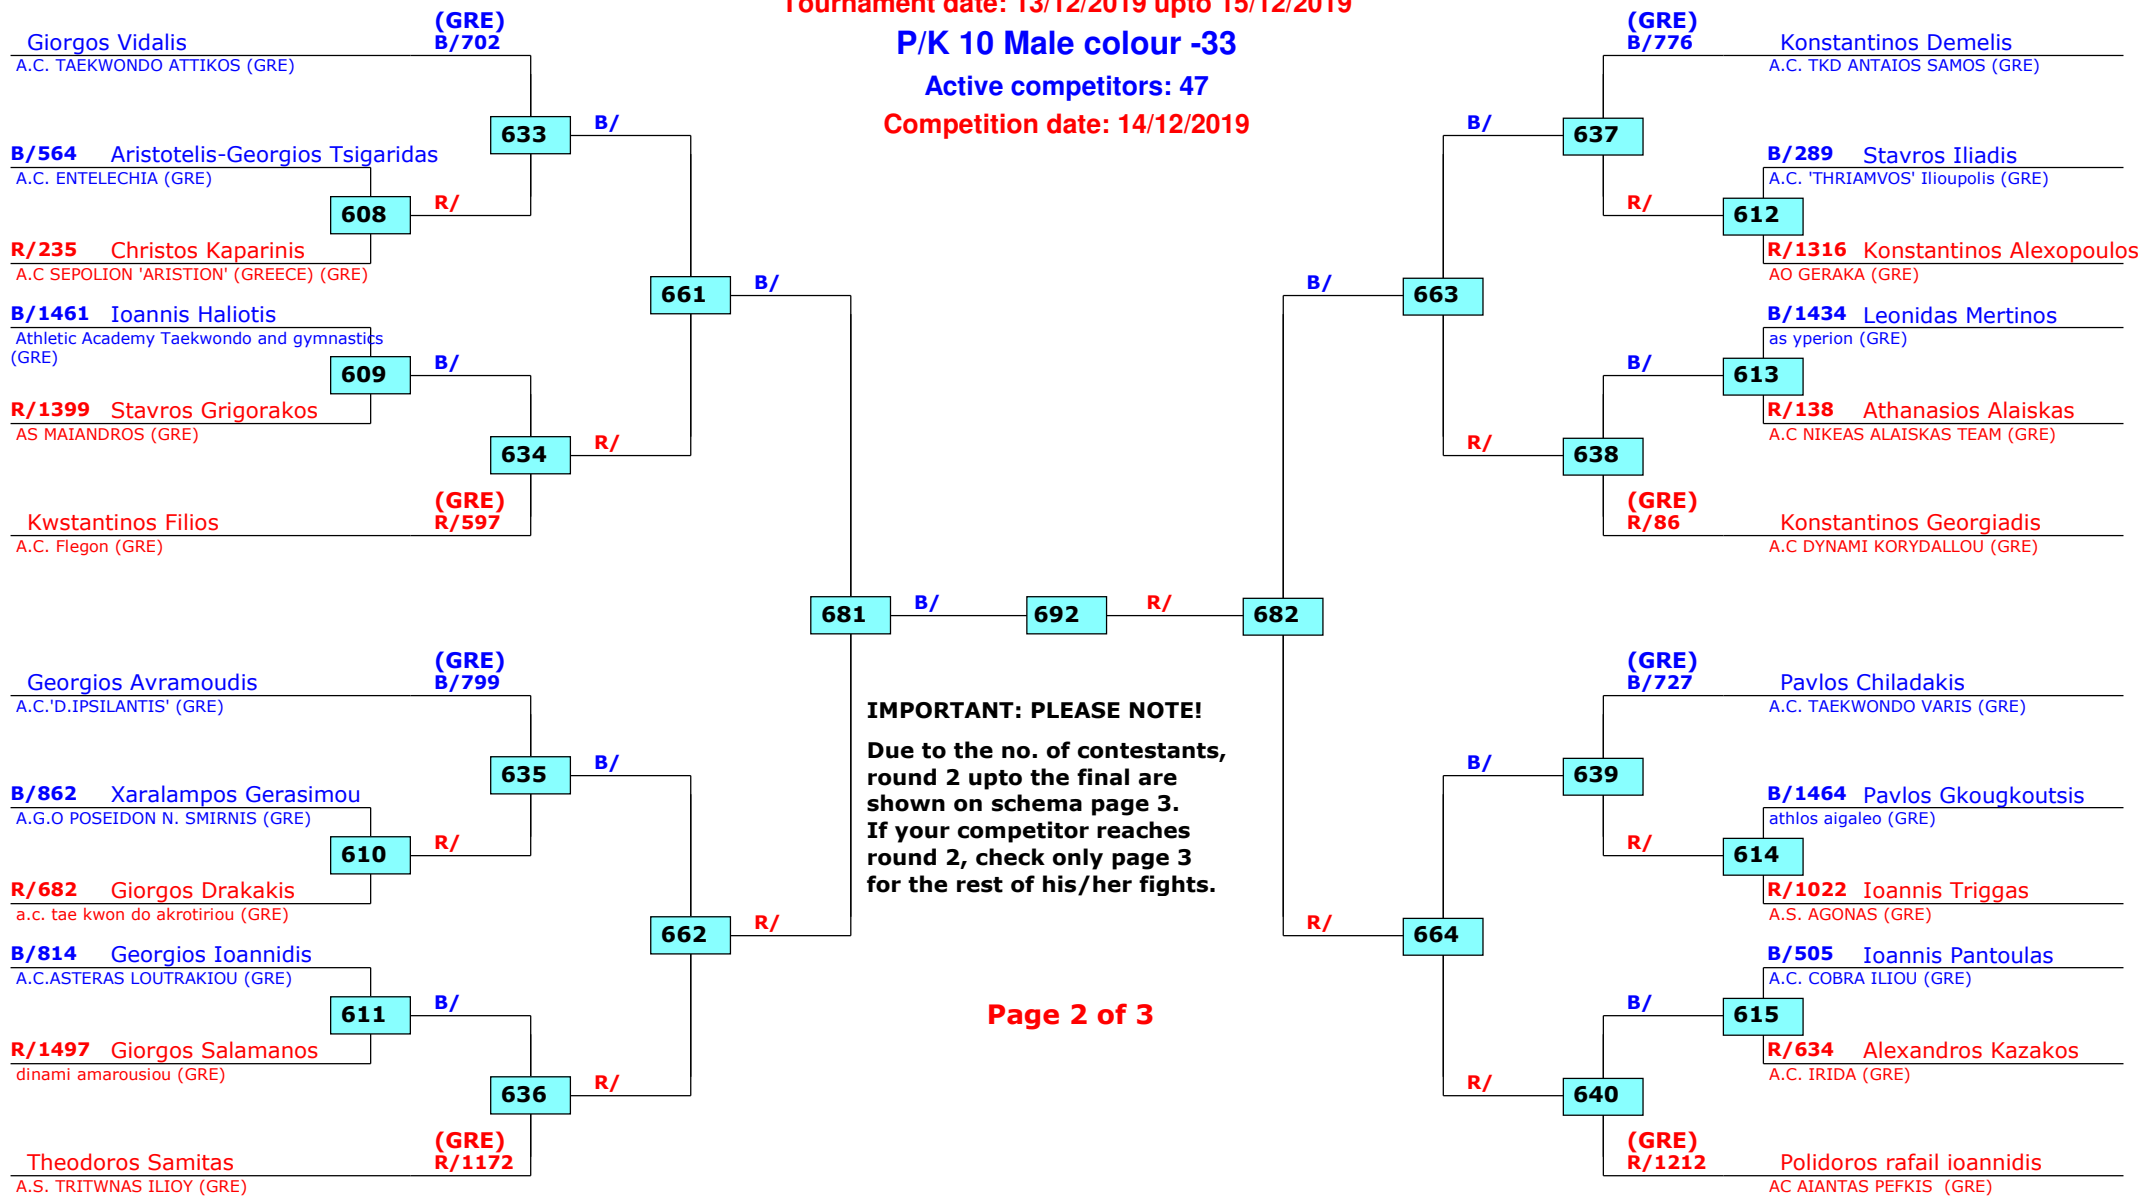 Tournament date: 13/12/2019 upto 15/12/2019
P/K 10 Male colour -33
Active competitors: 47
Competition date: 14/12/2019
(GRE)
Giorgos Vidalis B/702
A.C. TAEKWONDO ATTIKOS (GRE)
633 B/
B/564 Aristotelis-Georgios Tsigaridas
A.C. ENTELECHIA (GRE)
608 R/
R/235 Christos Kaparinis
A.C SEPOLION 'ARISTION' (GREECE) (GRE)
661 B/
B/1461 Ioannis Haliotis
Athletic Academy Taekwondo and gymnastics
(GRE)
609 B/
R/1399 Stavros Grigorakos
AS MAIANDROS (GRE)
634 R/
(GRE)
Kwstantinos Filios R/597
A.C. Flegon (GRE)
681 B/ 692 R/ 682
(GRE)
Georgios Avramoudis B/799
A.C.'D.IPSILANTIS' (GRE)
635 B/
B/862 Xaralampos Gerasimou
A.G.O POSEIDON N. SMIRNIS (GRE)
610 R/
R/682 Giorgos Drakakis
a.c. tae kwon do akrotiriou (GRE)
662 R/
B/814 Georgios Ioannidis
A.C.ASTERAS LOUTRAKIOU (GRE)
611 B/
R/1497 Giorgos Salamanos
dinami amarousiou (GRE)
636 R/
(GRE)
Theodoros Samitas R/1172
A.S. TRITWNAS ILIOY (GRE)
IMPORTANT: PLEASE NOTE!
Due to the no. of contestants,
round 2 upto the final are
shown on schema page 3.
If your competitor reaches
round 2, check only page 3
for the rest of his/her fights.
Page 2 of 3
(GRE)
B/776 Konstantinos Demelis
A.C. TKD ANTAIOS SAMOS (GRE)
B/ 637
B/289 Stavros Iliadis
A.C. 'THRIAMVOS' Ilioupolis (GRE)
R/ 612
R/1316 Konstantinos Alexopoulos
AO GERAKA (GRE)
B/ 663
B/1434 Leonidas Mertinos
as yperion (GRE)
B/ 613
R/138 Athanasios Alaiskas
A.C NIKEAS ALAISKAS TEAM (GRE)
R/ 638
(GRE)
R/86 Konstantinos Georgiadis
A.C DYNAMI KORYDALLOU (GRE)
(GRE)
B/727 Pavlos Chiladakis
A.C. TAEKWONDO VARIS (GRE)
B/ 639
B/1464 Pavlos Gkougkoutsis
athlos aigaleo (GRE)
R/ 614
R/1022 Ioannis Triggas
A.S. AGONAS (GRE)
R/ 664
B/505 Ioannis Pantoulas
A.C. COBRA ILIOU (GRE)
B/ 615
R/634 Alexandros Kazakos
A.C. IRIDA (GRE)
R/ 640
(GRE)
R/1212 Polidoros rafail ioannidis
AC AIANTAS PEFKIS (GRE)